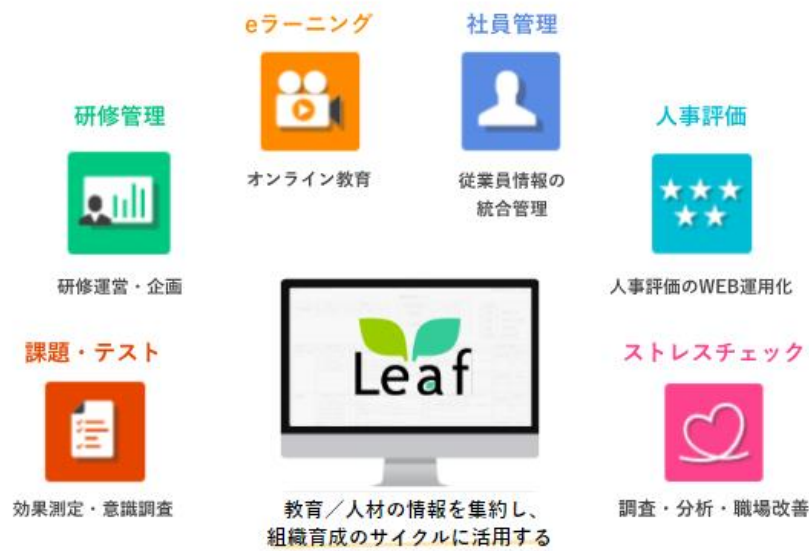 eラーニング
オンライン教育
社員管理
従業員情報の
統合管理
研修管理
研修運営・企画
人事評価
人事評価のWEB運用化
課題・テスト
効果測定・意識調査
Leaf
教育／人材の情報を集約し、
組織育成のサイクルに活用する
ストレスチェック
調査・分析・職場改善